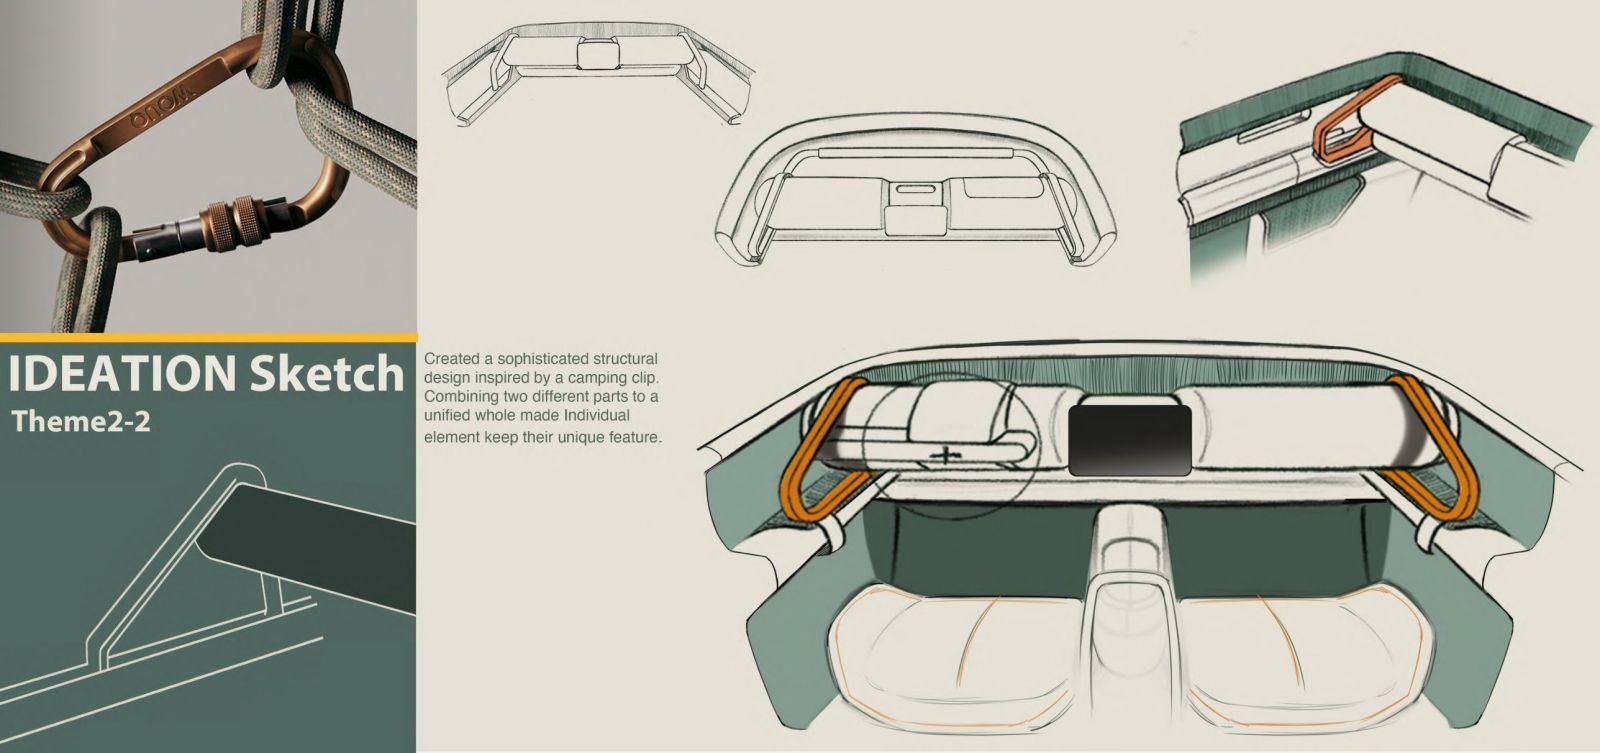 IDEATION Sketch
Theme2-2
Created a sophisticated structural
design inspired by a camping clip.
Combining two different parts to a
unified whole made Individual
element keep their unique feature.